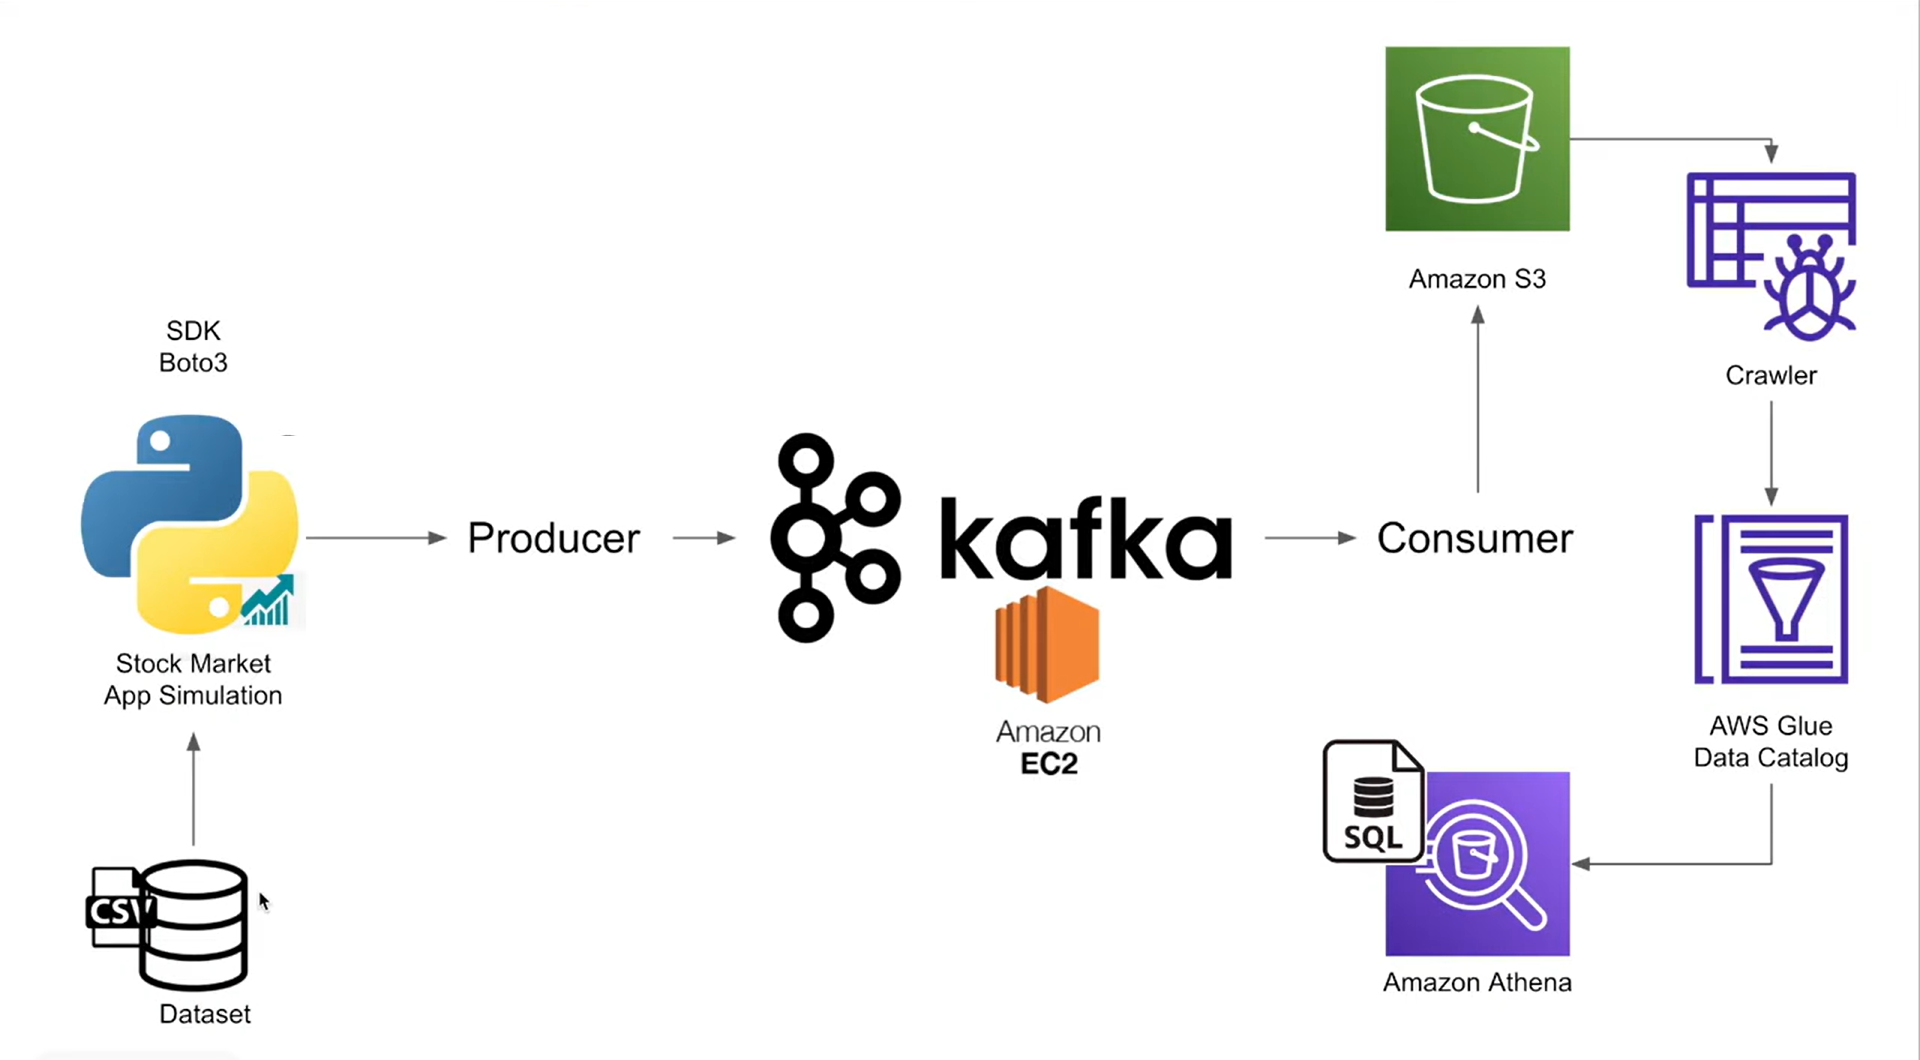 SDK
Boto3
Stock Market
App Simulation
CSV
Dataset
Producer
kafka
Amazon
EC2
Consumer
Amazon S3
Crawler
AWS Glue
Data Catalog
SQL
Amazon Athena